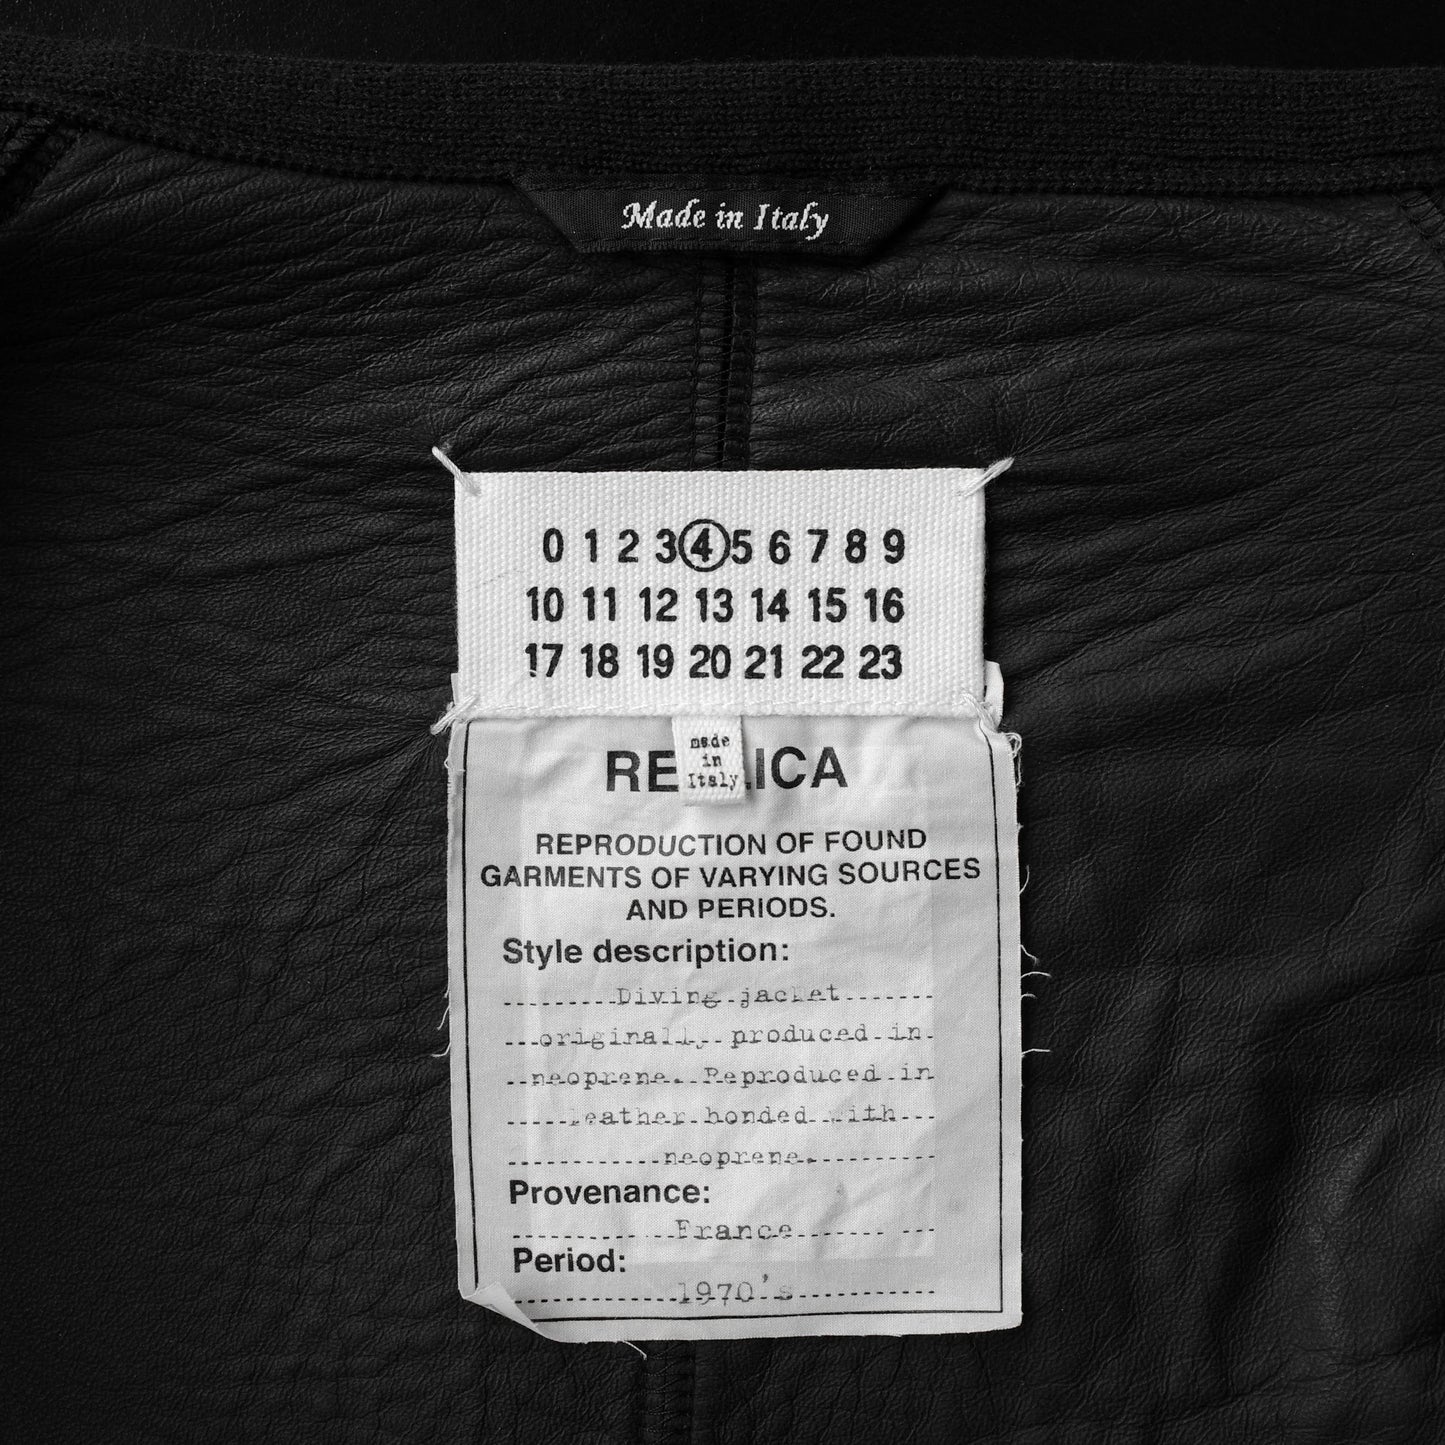 Made in Italy
0 1 2 3 4 5 6 7 8 9
10 11 12 13 14 15 16
17 18 19 20 21 22 23
made
in
Italy
REPLICA
REPRODUCTION OF FOUND
GARMENTS OF VARYING SOURCES
AND PERIODS.
Style description:
Diving jacket
originally produced in
neoprene. Reproduced in
leather bonded with
neoprene.
Provenance:
France
Period:
1970's